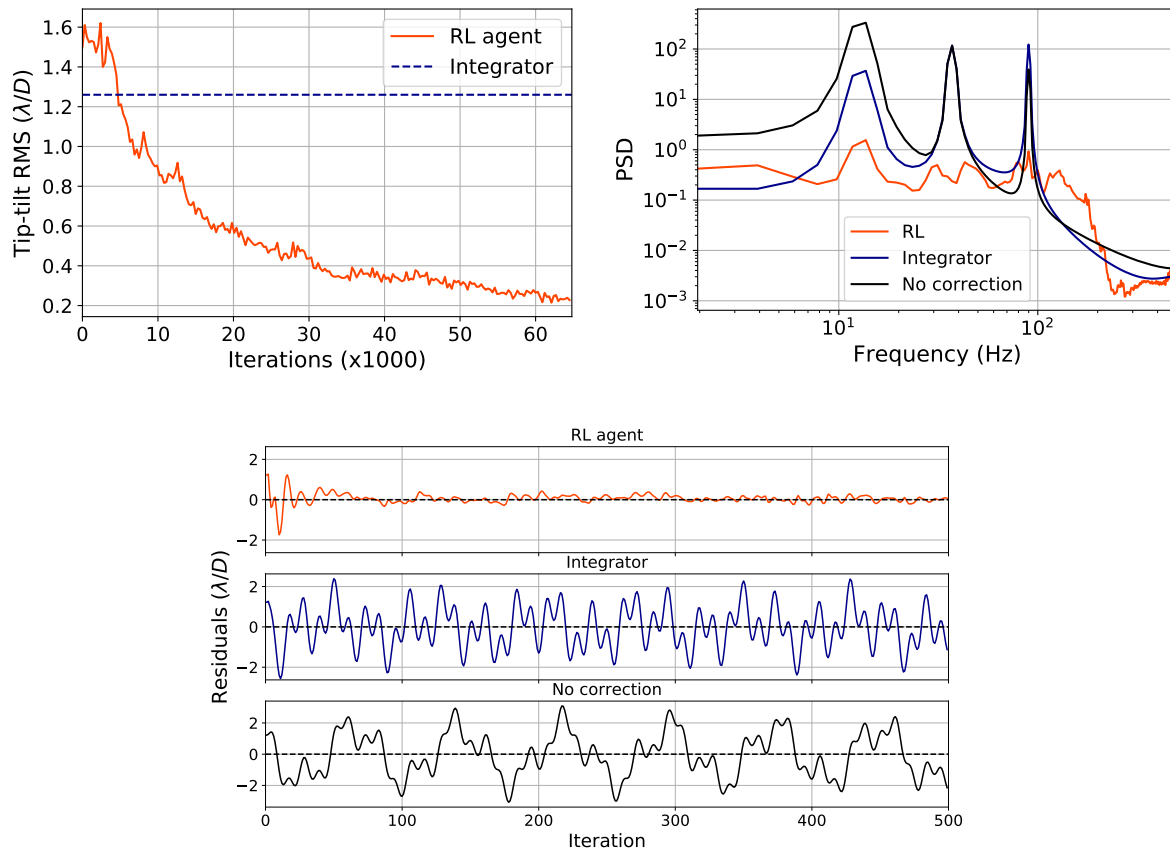 1.6
1.4
1.2
1.0
0.8
0.6
0.4
0.2
Tip-tilt RMS (λ/D)
RL agent
Integrator
0 10 20 30 40 50 60
Iterations (x1000)
10² 
10¹
10⁰
10⁻¹
10⁻²
10⁻³
PSD
RL
Integrator
No correction
10¹ 10²
Frequency (Hz)
RL agent
2
0
−2
Integrator
2
0
−2
No correction
2
0
−2
Residuals (λ/D)
0 100 200 300 400 500
Iteration